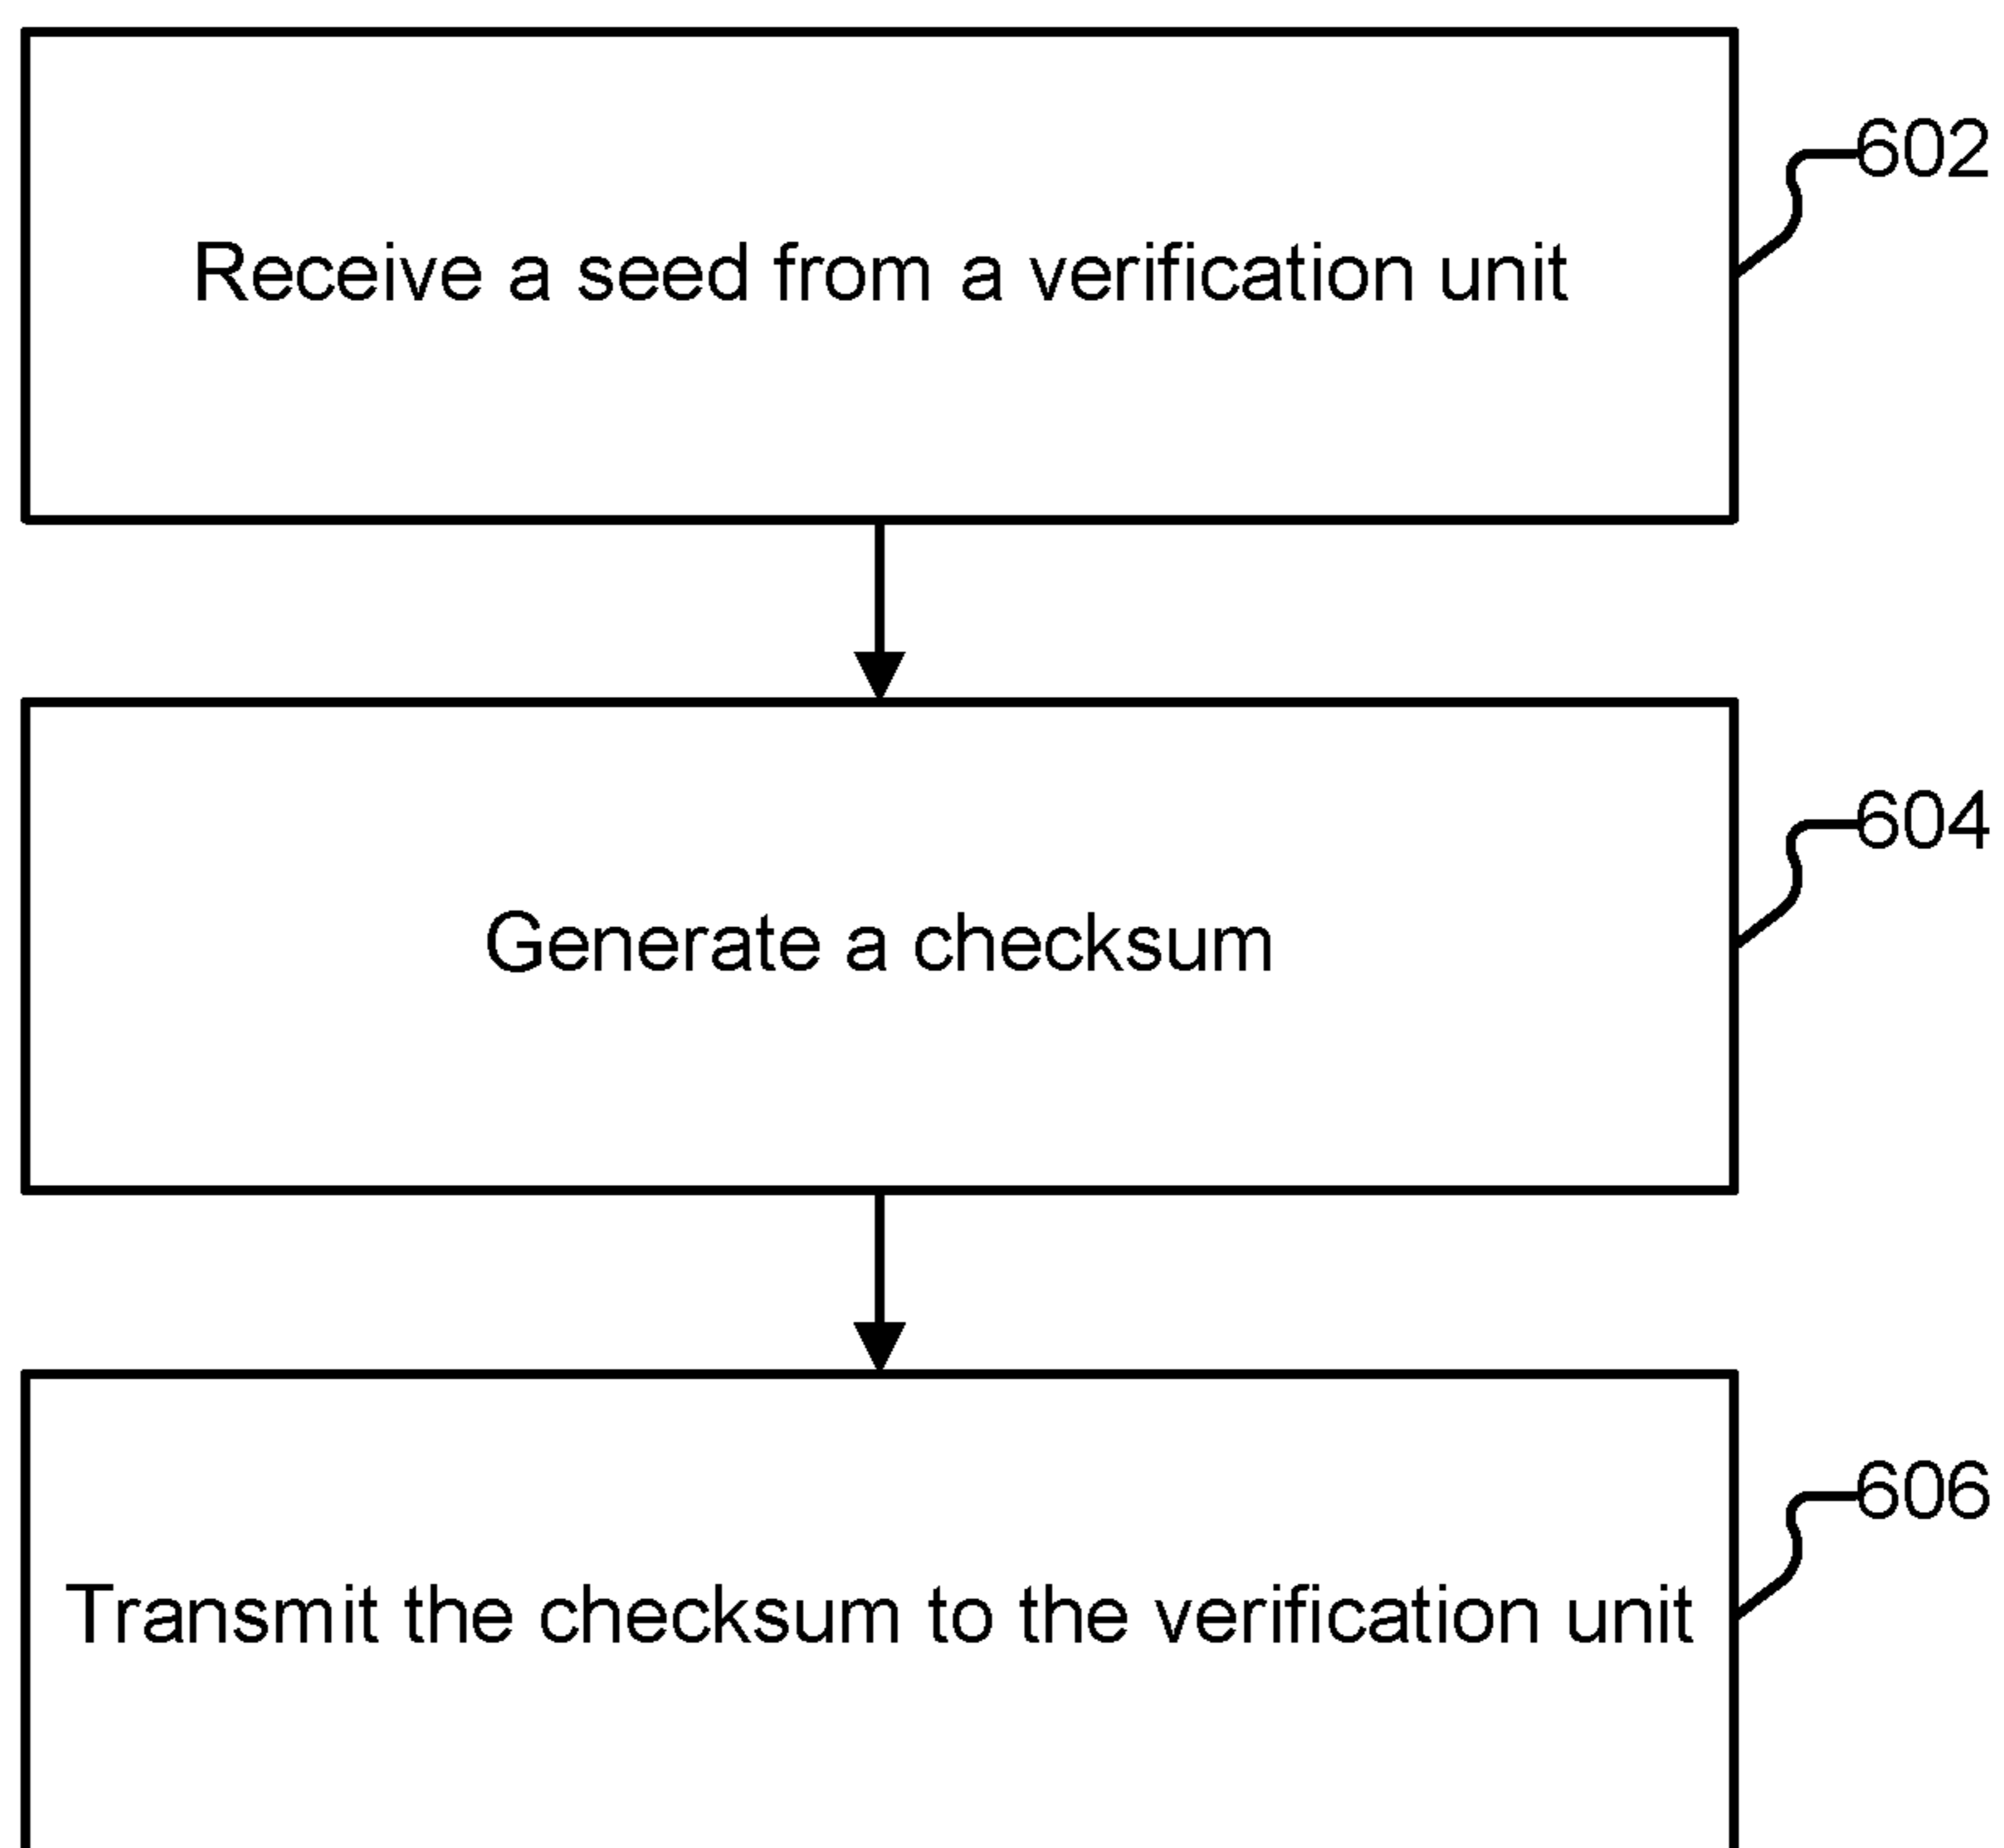 Receive a seed from a verification unit
602
Generate a checksum
604
Transmit the checksum to the verification unit
606